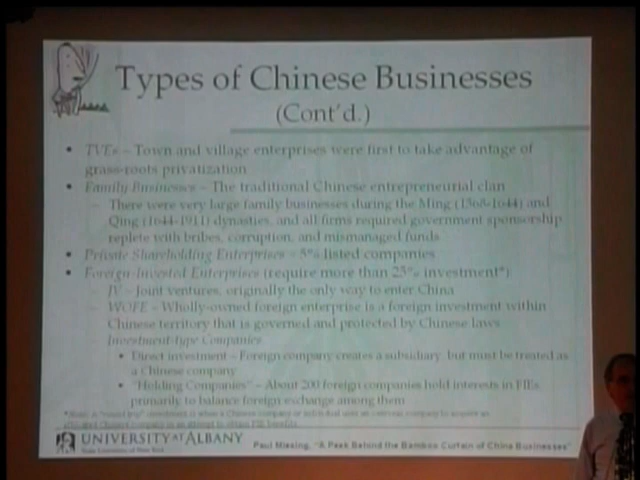 Types of Chinese Businesses
(Cont'd.)
• TVEs – Town and village enterprises were first to take advantage of
grass-roots privatization
• Family Businesses – The traditional Chinese entrepreneurial clan
– There were very large family businesses during the Ming (1368-1644) and
Qing (1644-1911) dynasties, and all firms required government sponsorship
replete with bribes, corruption, and mismanaged funds
• Private Shareholding Enterprises – 5% listed companies
• Foreign-Invested Enterprises (require more than 25% investment*)
– JV – Joint ventures, originally the only way to enter China
– WOFE – Wholly-owned foreign enterprise is a foreign investment within
Chinese territory that is governed and protected by Chinese laws
Investment-Type Companies
• Direct investment – Foreign company creates a subsidiary, but must be treated as
a Chinese company
• "Holding Companies" – About 200 foreign companies hold interests in FIEs
primarily to balance foreign exchange among them
UNIVERSITY AT ALBANY
State University of New York
Paul Miesing, "A Peek Behind the Bamboo Curtain of China Businesses"